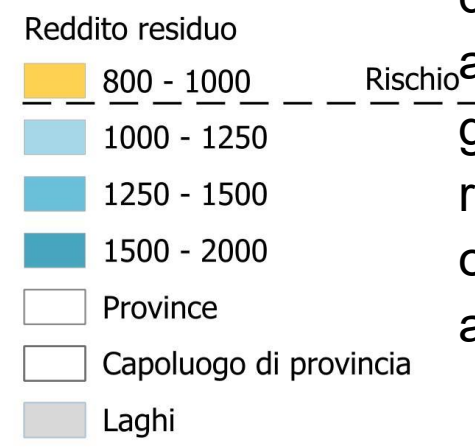 Reddito residuo
800 - 1000 Rischio
1000 - 1250
1250 - 1500
1500 - 2000
Province
Capoluogo di provincia
Laghi